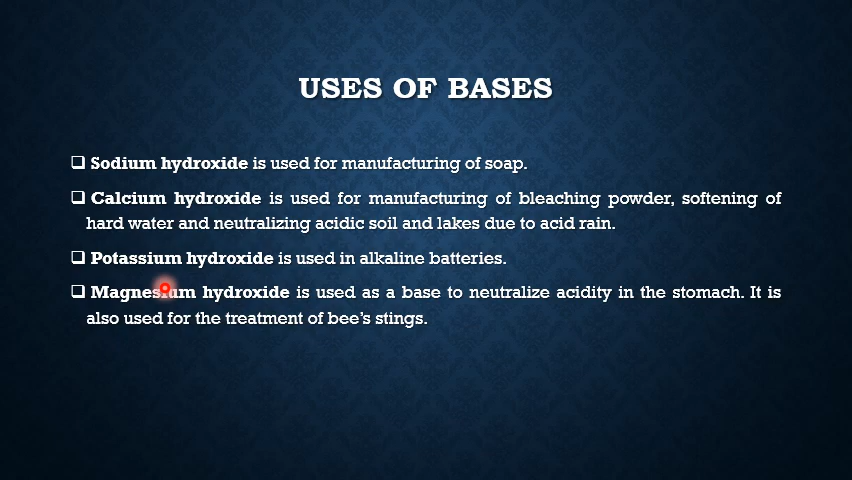 USES OF BASES
❑ Sodium hydroxide is used for manufacturing of soap.
❑ Calcium hydroxide is used for manufacturing of bleaching powder, softening of
hard water and neutralizing acidic soil and lakes due to acid rain.
❑ Potassium hydroxide is used in alkaline batteries.
❑ Magnesium hydroxide is used as a base to neutralize acidity in the stomach. It is
also used for the treatment of bee's stings.